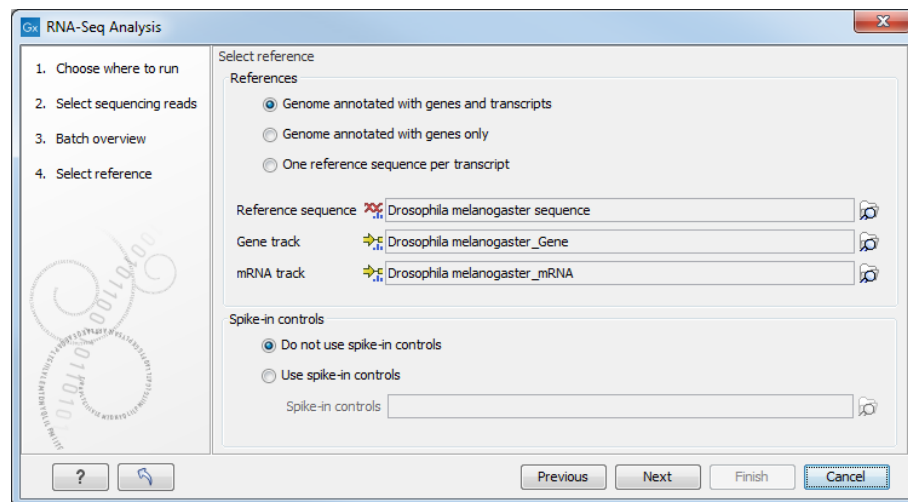 Gx RNA-Seq Analysis
x
1. Choose where to run
2. Select sequencing reads
3. Batch overview
4. Select reference
Select reference
References
Genome annotated with genes and transcripts
Genome annotated with genes only
One reference sequence per transcript
Reference sequence Drosophila melanogaster sequence
Gene track Drosophila melanogaster_Gene
mRNA track Drosophila melanogaster_mRNA
Spike-in controls
Do not use spike-in controls
Use spike-in controls
Spike-in controls
? Previous Next Finish Cancel